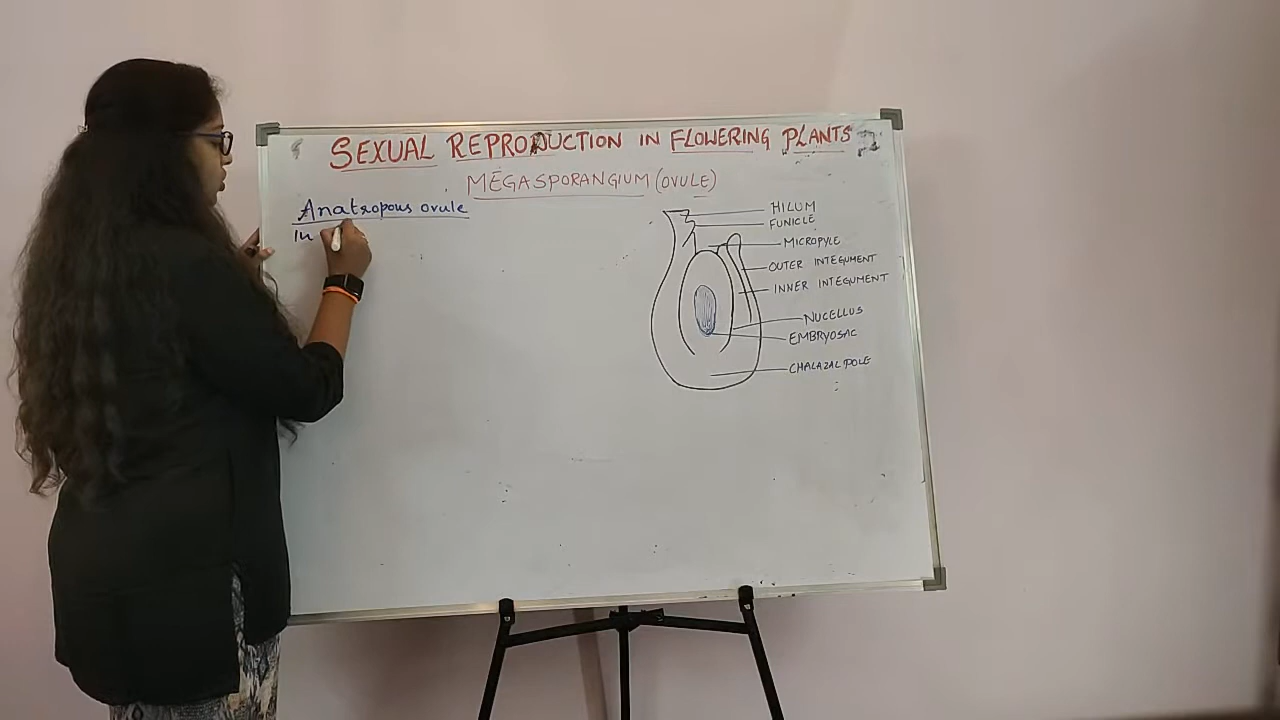 SEXUAL REPRODUCTION IN FLOWERING PLANTS
MEGASPORANGIUM (OVULE)
Anatropous ovule
In
HILUM
FUNICLE
MICROPYLE
OUTER INTEGUMENT
INNER INTEGUMENT
NUCELLUS
EMBRYOSAC
CHALAZAL POLE